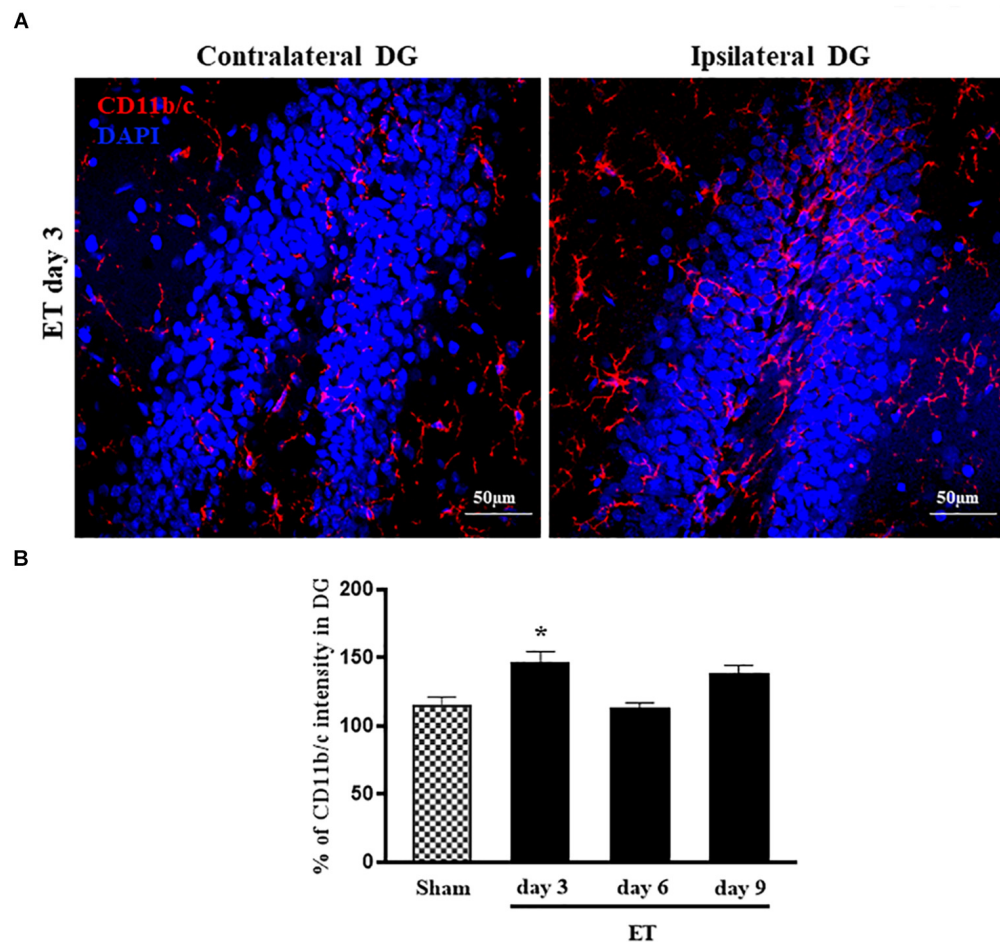 A
Contralateral DG
Ipsilateral DG
CD11b/c
DAPI
ET day 3
50μm
50μm
B
% of CD11b/c intensity in DG
200
150
100
50
0
*
Sham
day 3
day 6
day 9
ET